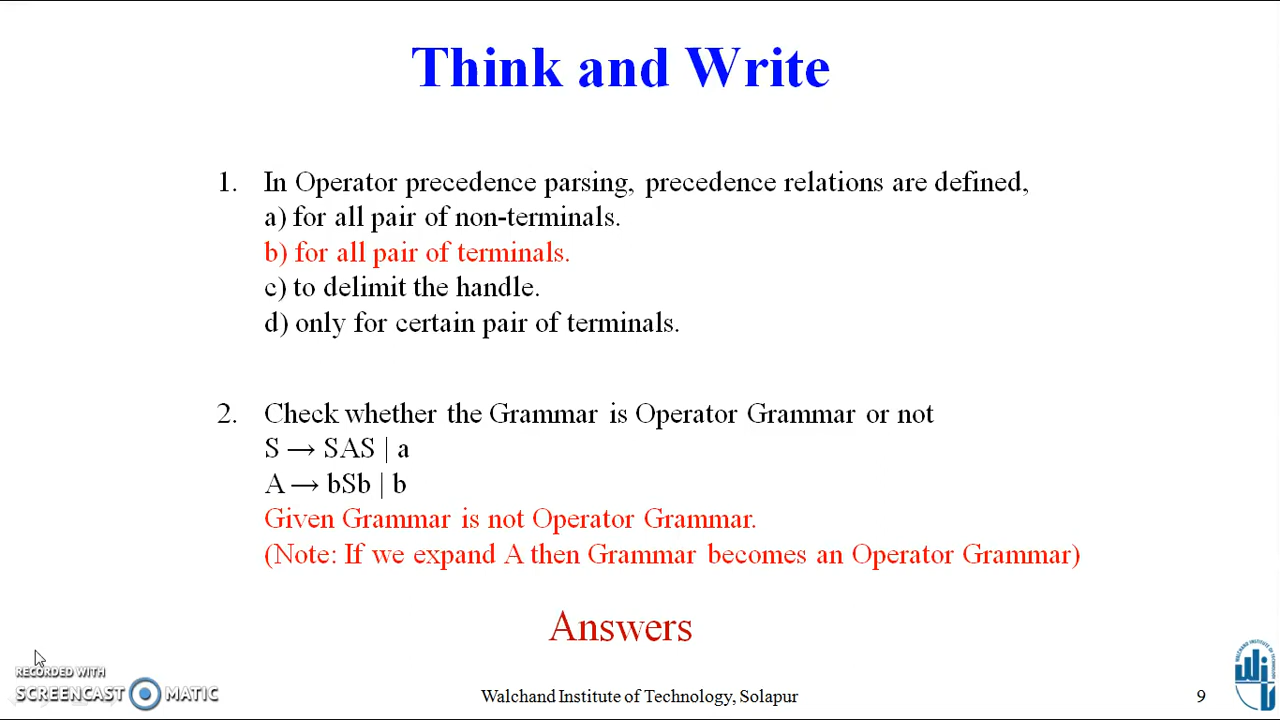 Think and Write
1. In Operator precedence parsing, precedence relations are defined,
a) for all pair of non-terminals.
b) for all pair of terminals.
c) to delimit the handle.
d) only for certain pair of terminals.
2. Check whether the Grammar is Operator Grammar or not
S → SAS | a
A → bSb | b
Given Grammar is not Operator Grammar.
(Note: If we expand A then Grammar becomes an Operator Grammar)
Answers
RECORDED WITH
SCREENCAST MATIC
Walchand Institute of Technology, Solapur
9